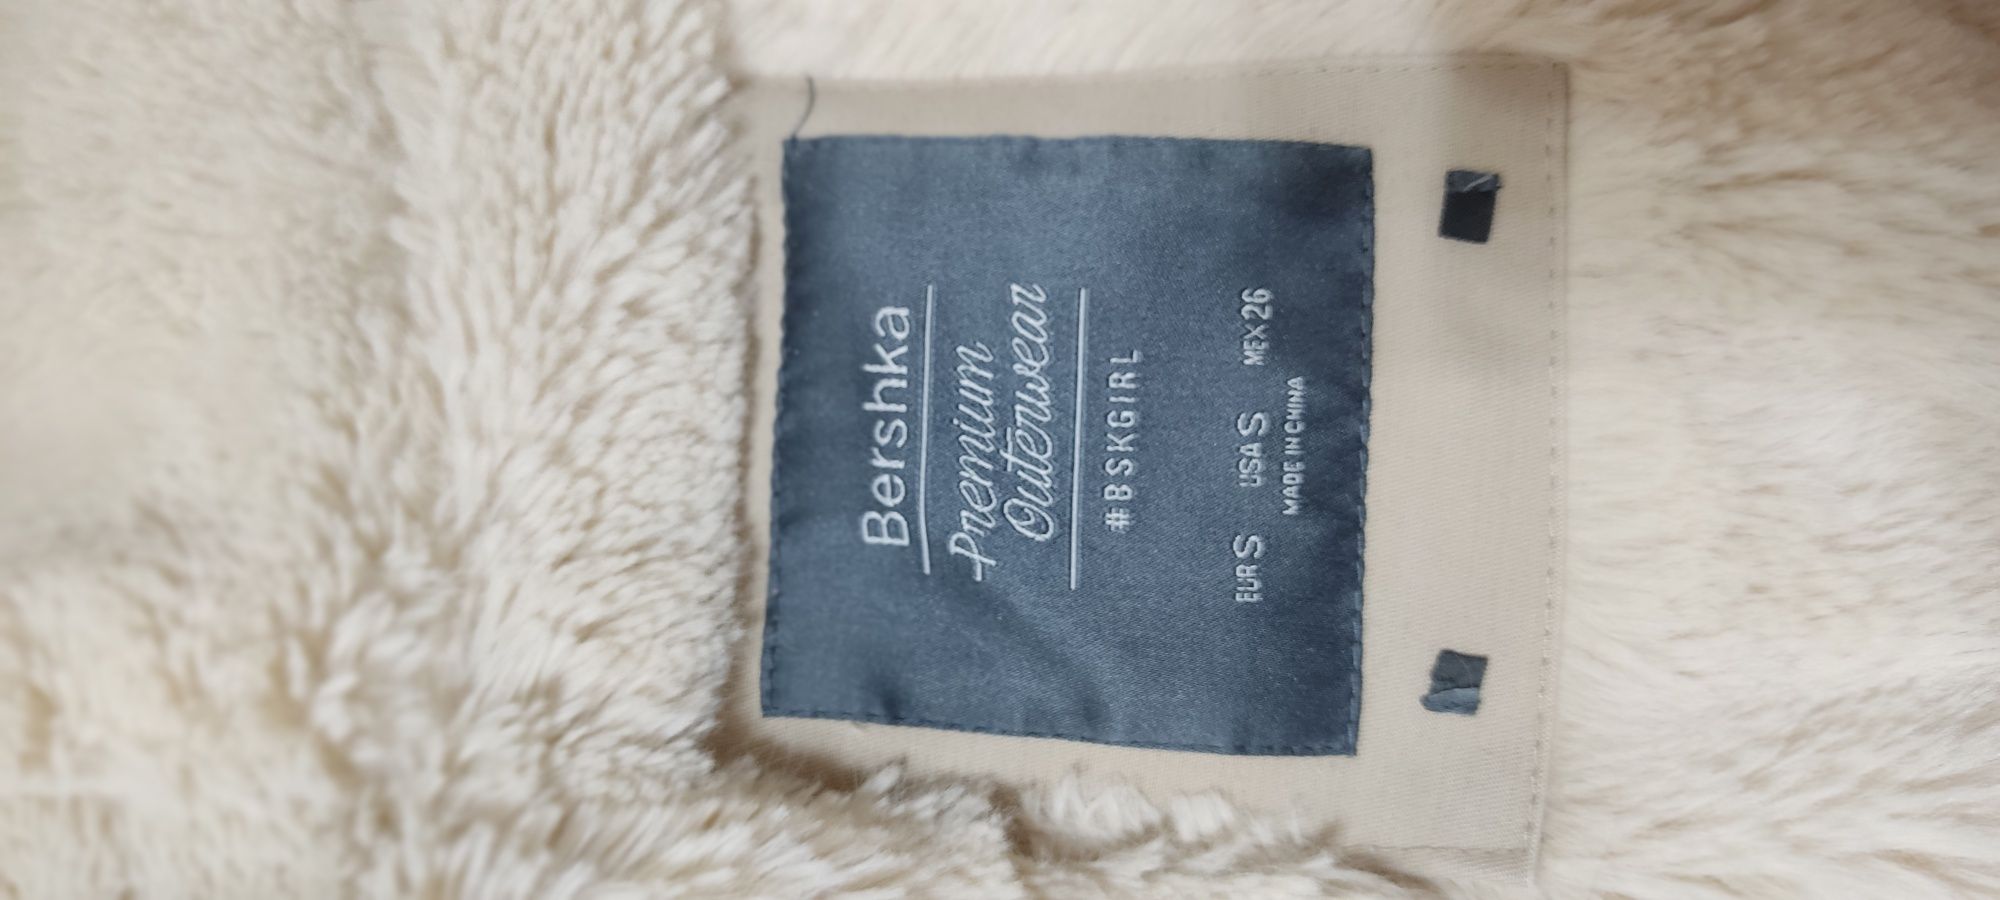 Bershka
Premium
Outerwear
#BSKGIRL
EUR S USA S MEX 26
MADE IN CHINA